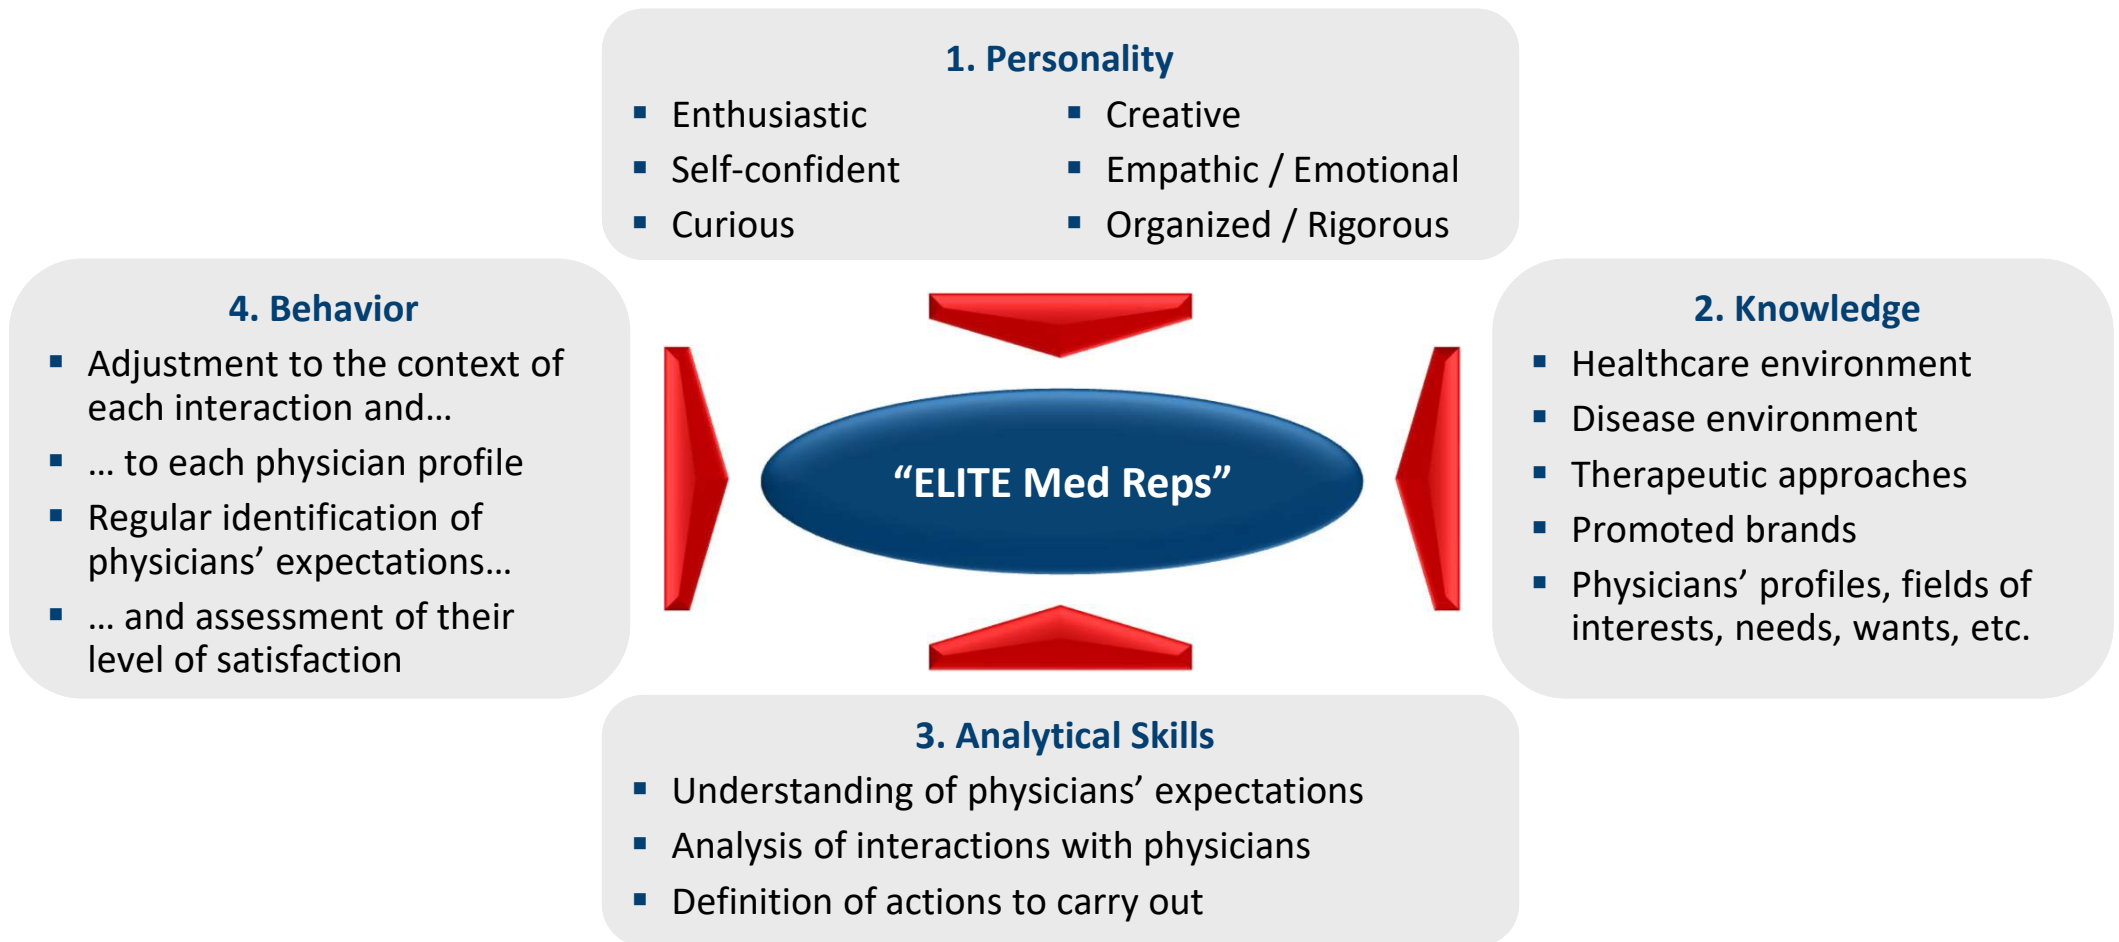 1. Personality
▪ Enthusiastic
▪ Self-confident
▪ Curious
▪ Creative
▪ Empathic / Emotional
▪ Organized / Rigorous
4. Behavior
▪ Adjustment to the context of
each interaction and…
▪ … to each physician profile
▪ Regular identification of
physicians’ expectations…
▪ … and assessment of their
level of satisfaction
“ELITE Med Reps”
2. Knowledge
▪ Healthcare environment
▪ Disease environment
▪ Therapeutic approaches
▪ Promoted brands
▪ Physicians’ profiles, fields of
interests, needs, wants, etc.
3. Analytical Skills
▪ Understanding of physicians’ expectations
▪ Analysis of interactions with physicians
▪ Definition of actions to carry out